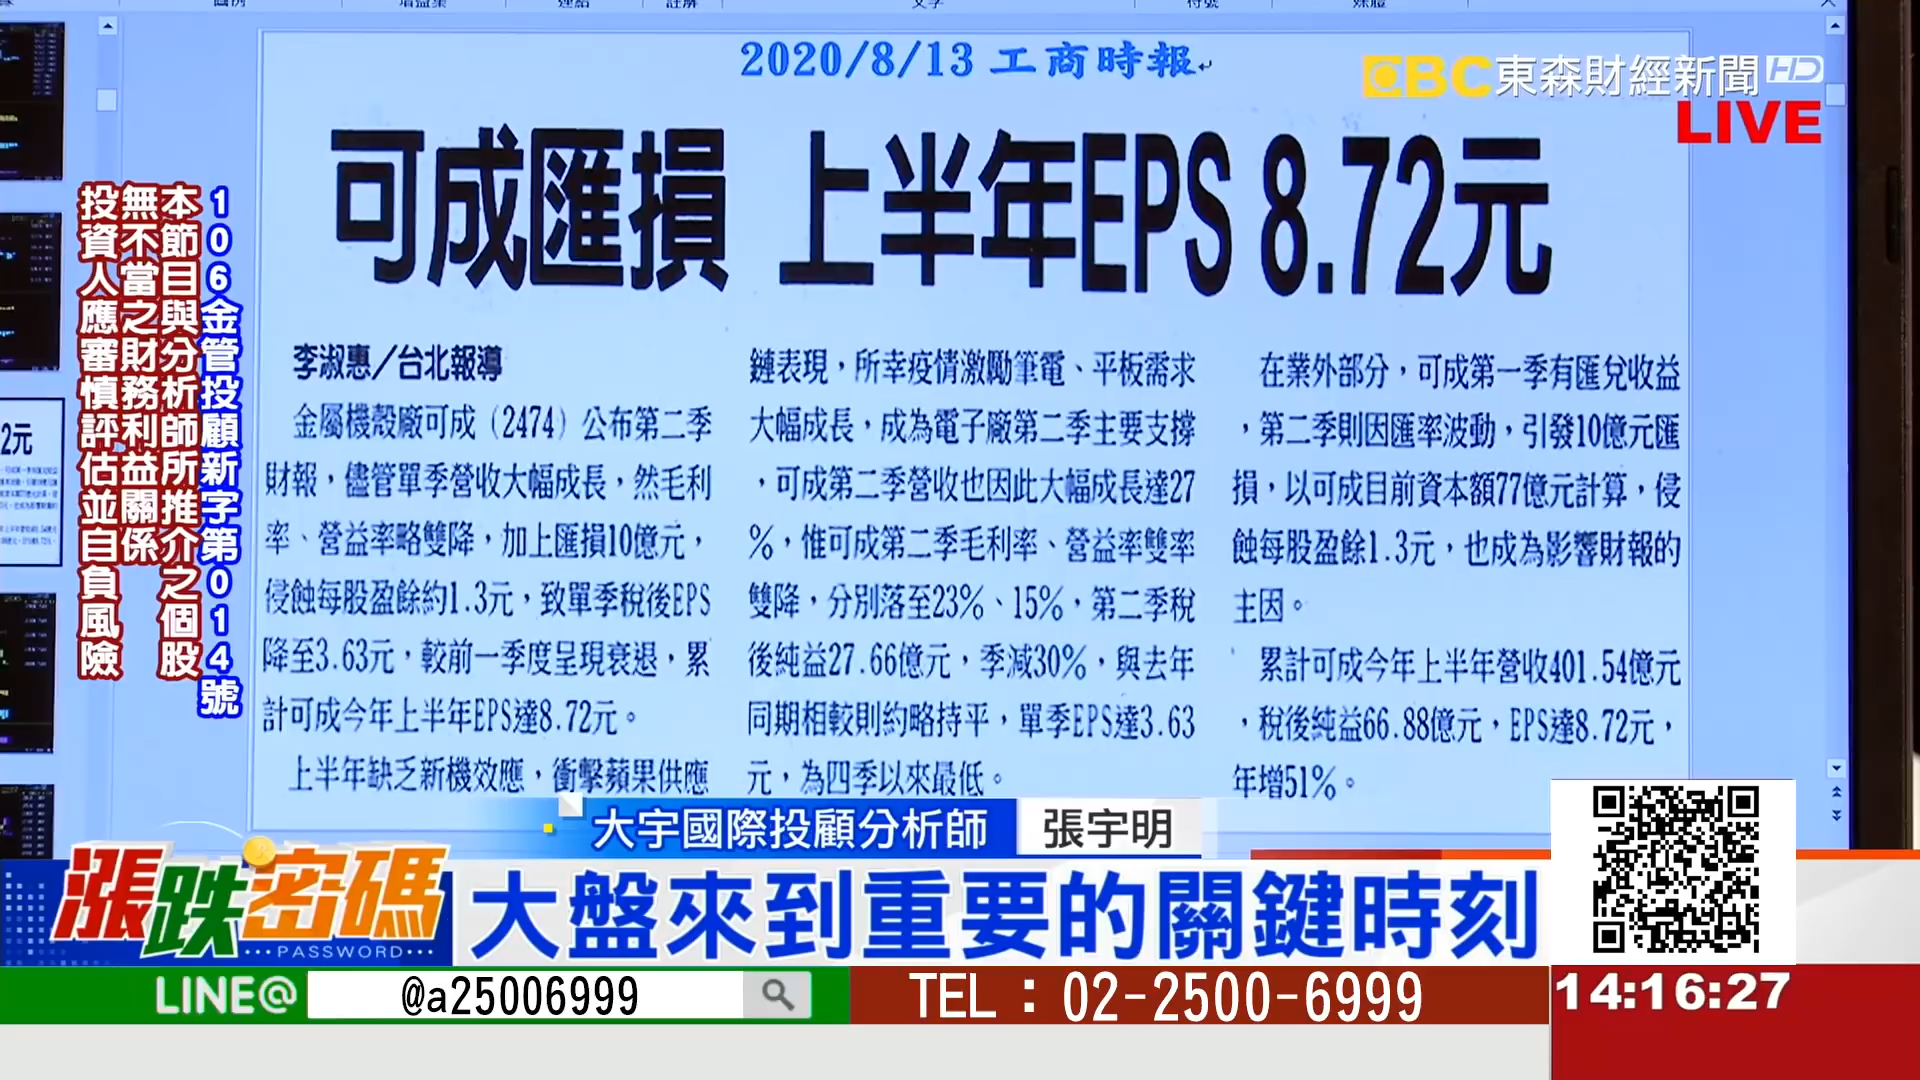 圖例
增益集
連結
註解
文字
符號
媒體
2020/8/13 工商時報
EBC東森財經新聞HD
LIVE
可成匯損 上半年EPS 8.72元
106金管投顧新字第014號
本節目與分析師所推介之個股
無不當之財務利益關係
投資人應審慎評估並自負風險
李淑惠/台北報導
金屬機殼廠可成(2474)公布第二季
財報,儘管單季營收大幅成長,然毛利
率、營益率略雙降,加上匯損10億元,
侵蝕每股盈餘約1.3元,致單季稅後EPS
降至3.63元,較前一季度呈現衰退,累
計可成今年上半年EPS達8.72元。
上半年缺乏新機效應,衝擊蘋果供應
鏈表現,所幸疫情激勵筆電、平板需求
大幅成長,成為電子廠第二季主要支撐
,可成第二季營收也因此大幅成長達27
%,惟可成第二季毛利率、營益率雙率
雙降,分別落至23%、15%,第二季稅
後純益27.66億元,季減30%,與去年
同期相較則約略持平,單季EPS達3.63
元,為四季以來最低。
在業外部分,可成第一季有匯兌收益
,第二季則因匯率波動,引發10億元匯
損,以可成目前資本額77億元計算,侵
蝕每股盈餘1.3元,也成為影響財報的
主因。
累計可成今年上半年營收401.54億元
,稅後純益66.88億元,EPS達8.72元,
年增51%。
2元
大宇國際投顧分析師 張宇明
漲跌密碼
PASSWORD
大盤來到重要的關鍵時刻
LINE@ @a25006999
TEL:02-2500-6999
14:16:27